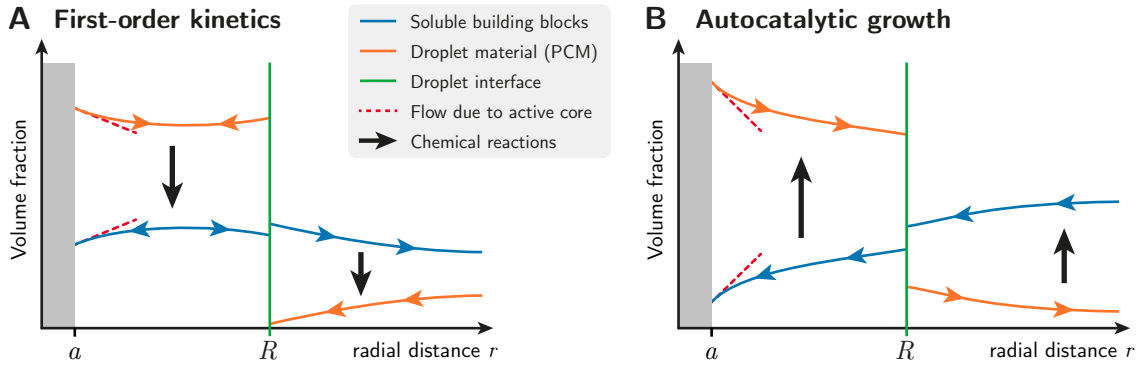 A First-order kinetics
Soluble building blocks
Droplet material (PCM)
Droplet interface
Flow due to active core
Chemical reactions
Volume fraction
a
R
radial distance r
B Autocatalytic growth
Volume fraction
a
R
radial distance r